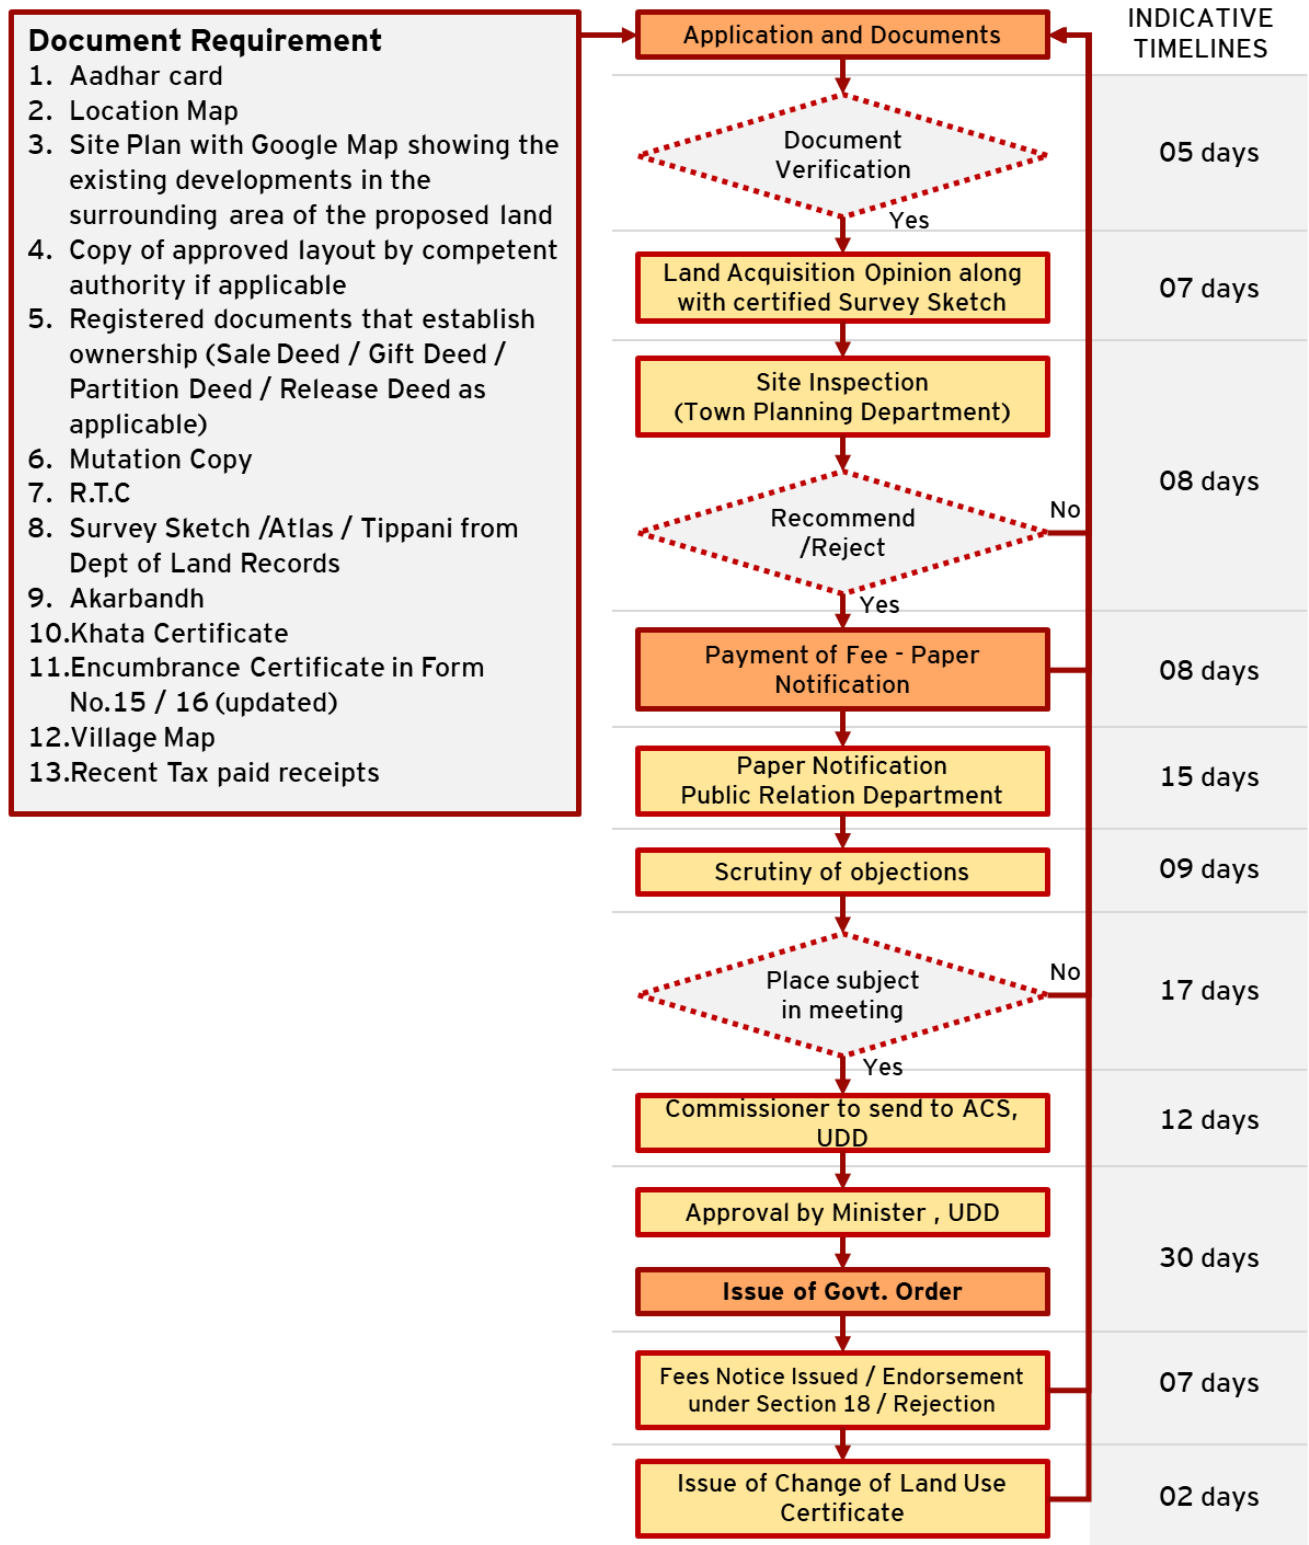 Document Requirement
1. Aadhar card
2. Location Map
3. Site Plan with Google Map showing the
existing developments in the
surrounding area of the proposed land
4. Copy of approved layout by competent
authority if applicable
5. Registered documents that establish
ownership (Sale Deed / Gift Deed /
Partition Deed / Release Deed as
applicable)
6. Mutation Copy
7. R.T.C
8. Survey Sketch /Atlas / Tippani from
Dept of Land Records
9. Akarbandh
10.Khata Certificate
11.Encumbrance Certificate in Form
No.15 / 16 (updated)
12.Village Map
13.Recent Tax paid receipts
INDICATIVE
TIMELINES
Application and Documents
Document
Verification
05 days
Yes
Land Acquisition Opinion along
with certified Survey Sketch
07 days
Site Inspection
(Town Planning Department)
08 days
Recommend
/Reject
No
Yes
Payment of Fee - Paper
Notification
08 days
Paper Notification
Public Relation Department
15 days
Scrutiny of objections
09 days
Place subject
in meeting
No
17 days
Yes
Commissioner to send to ACS,
UDD
12 days
Approval by Minister , UDD
30 days
Issue of Govt. Order
Fees Notice Issued / Endorsement
under Section 18 / Rejection
07 days
Issue of Change of Land Use
Certificate
02 days